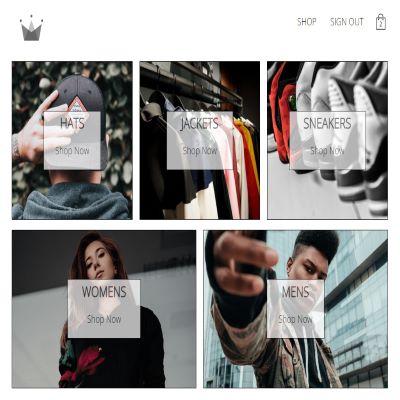 SHOP SIGN OUT 2
HATS
Shop Now
JACKETS
Shop Now
SNEAKERS
Shop Now
WOMENS
Shop Now
MENS
Shop Now